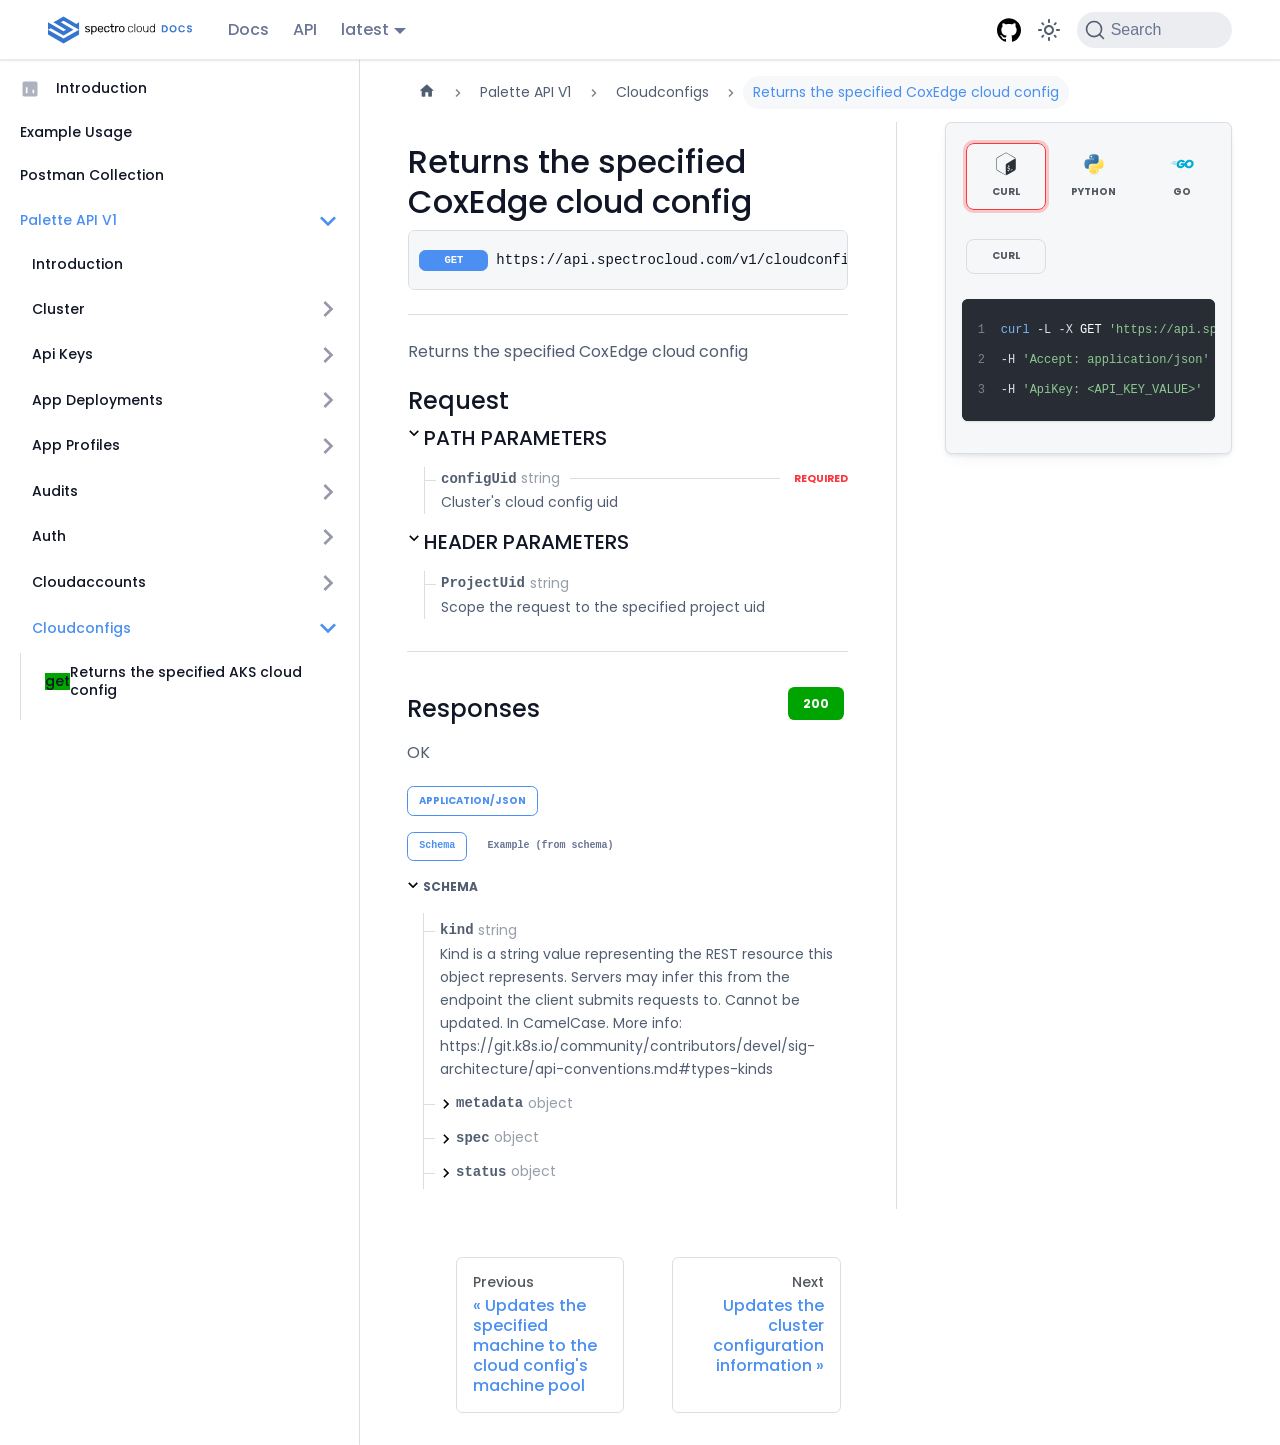 spectro cloud DOCS
Docs
API
latest
Search
Introduction
Example Usage
Postman Collection
Palette API V1
Introduction
Cluster
Api Keys
App Deployments
App Profiles
Audits
Auth
Cloudaccounts
Cloudconfigs
get Returns the specified AKS cloud
config
Palette API V1
Cloudconfigs
Returns the specified CoxEdge cloud config
Returns the specified
CoxEdge cloud config
GET https://api.spectrocloud.com/v1/cloudconfi
Returns the specified CoxEdge cloud config
Request
PATH PARAMETERS
configUid string REQUIRED
Cluster's cloud config uid
HEADER PARAMETERS
ProjectUid string
Scope the request to the specified project uid
Responses
200
OK
APPLICATION/JSON
Schema
Example (from schema)
SCHEMA
kind string
Kind is a string value representing the REST resource this
object represents. Servers may infer this from the
endpoint the client submits requests to. Cannot be
updated. In CamelCase. More info:
https://git.k8s.io/community/contributors/devel/sig-
architecture/api-conventions.md#types-kinds
metadata object
spec object
status object
CURL
PYTHON
GO
GO
CURL
1 curl -L -X GET 'https://api.sp
2 -H 'Accept: application/json'
3 -H 'ApiKey: <API_KEY_VALUE>'
Previous
« Updates the
specified
machine to the
cloud config's
machine pool
Next
Updates the
cluster
configuration
information »